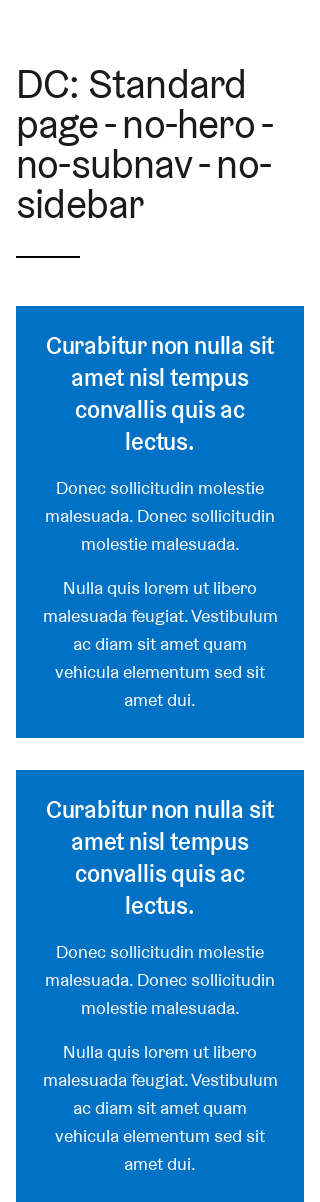 DC: Standard
page - no-hero -
no-subnav - no-
sidebar
Curabitur non nulla sit
amet nisl tempus
convallis quis ac
lectus.
Donec sollicitudin molestie
malesuada. Donec sollicitudin
molestie malesuada.
Nulla quis lorem ut libero
malesuada feugiat. Vestibulum
ac diam sit amet quam
vehicula elementum sed sit
amet dui.
Curabitur non nulla sit
amet nisl tempus
convallis quis ac
lectus.
Donec sollicitudin molestie
malesuada. Donec sollicitudin
molestie malesuada.
Nulla quis lorem ut libero
malesuada feugiat. Vestibulum
ac diam sit amet quam
vehicula elementum sed sit
amet dui.